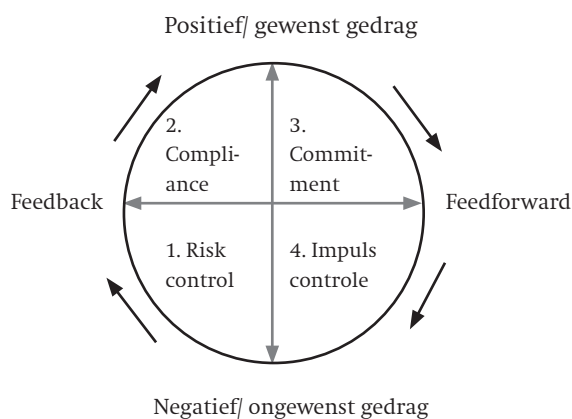 Positief/ gewenst gedrag
2.
Compli-
ance
3.
Commit-
ment
Feedback
Feedforward
1. Risk
control
4. Impuls
controle
Negatief/ ongewenst gedrag